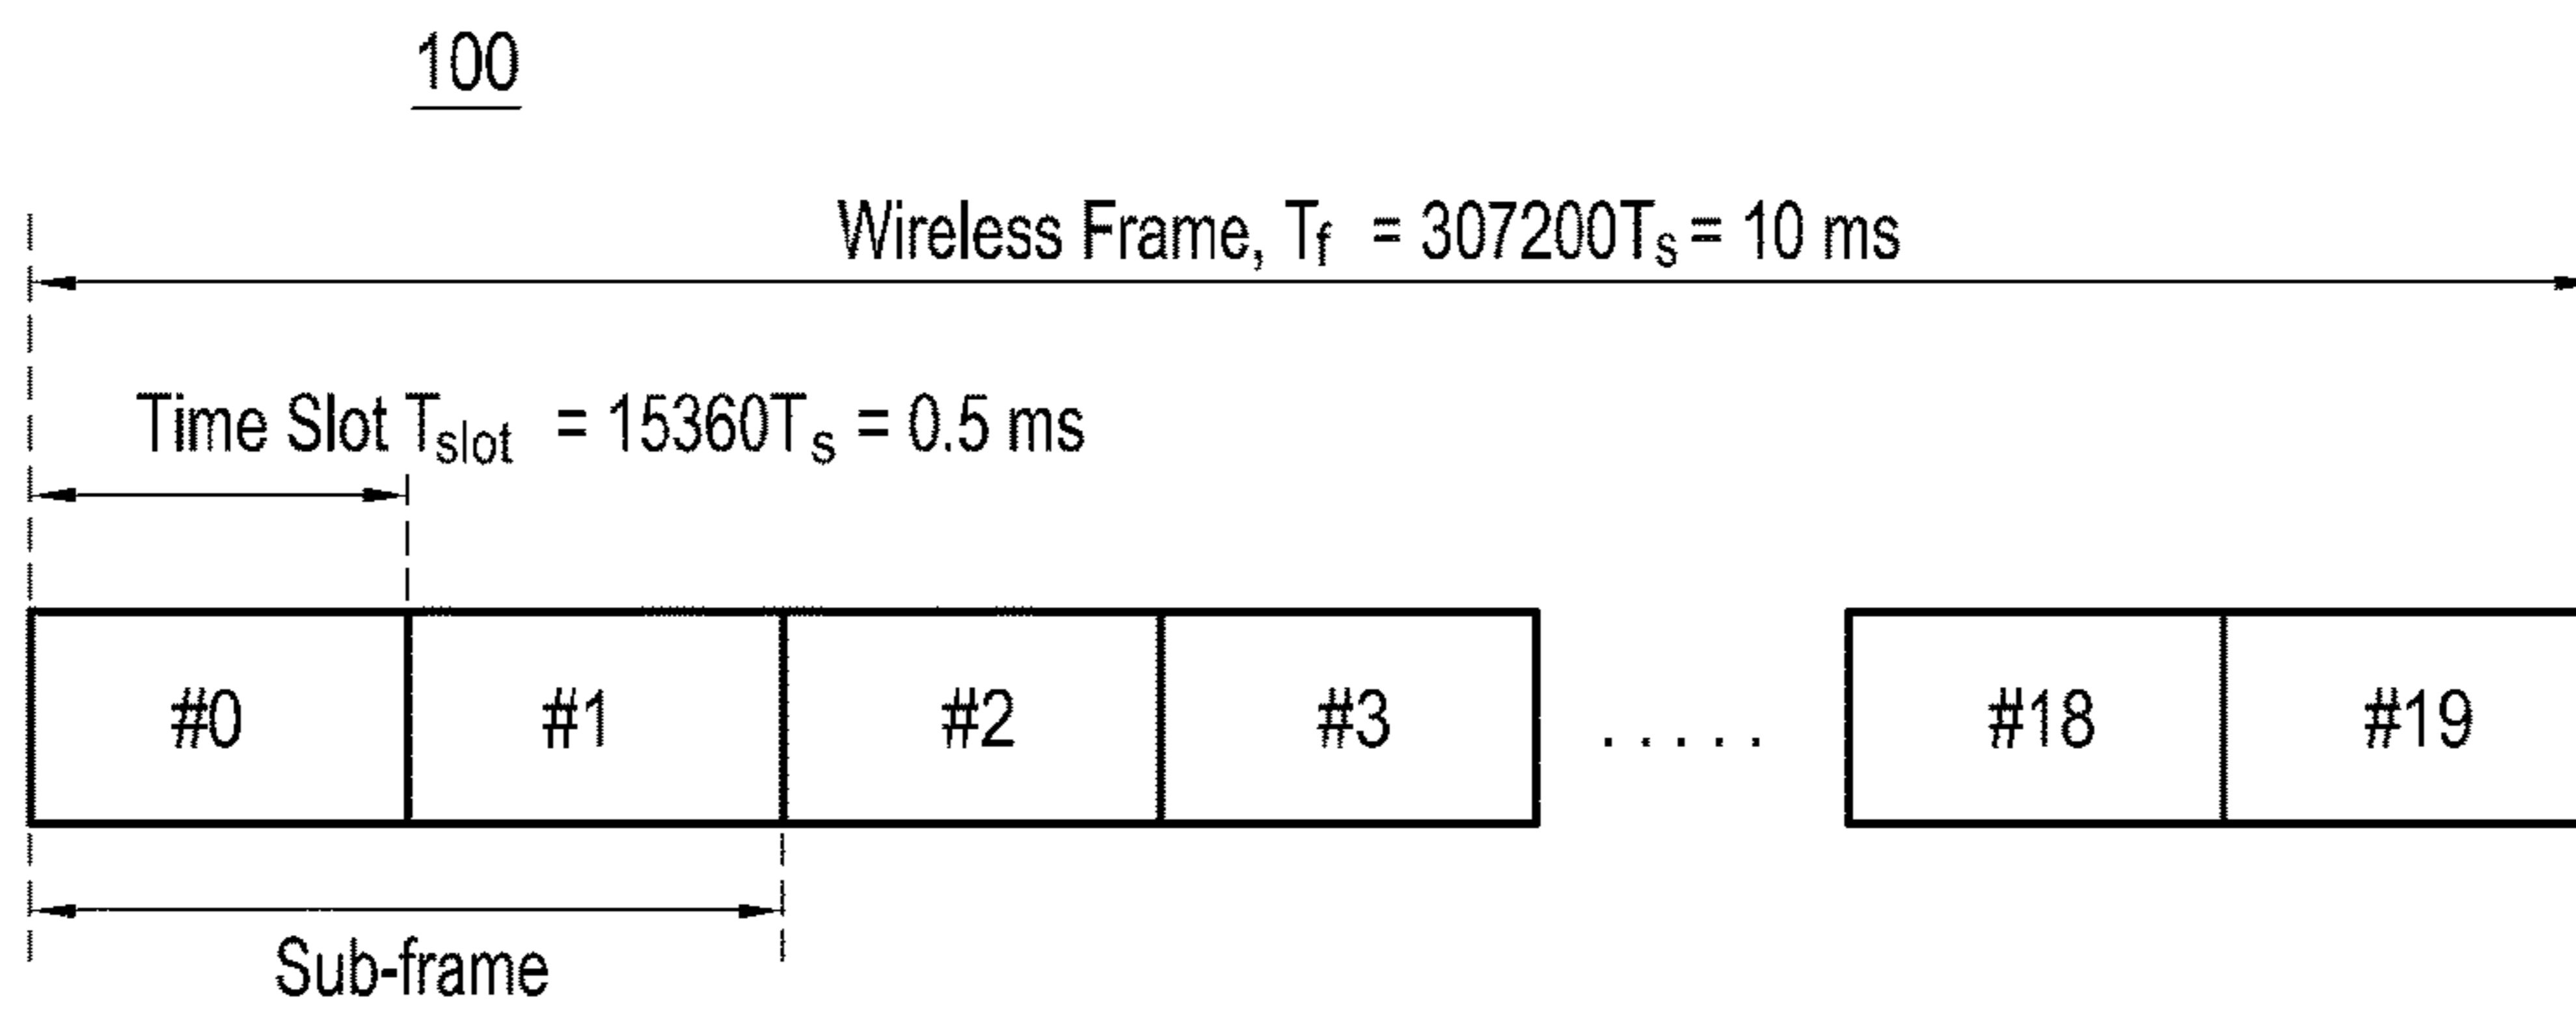 100
Wireless Frame, Tf = 307200Ts = 10 ms
Time Slot Tslot = 15360Ts = 0.5 ms
#0 #1 #2 #3 ..... #18 #19
Sub-frame